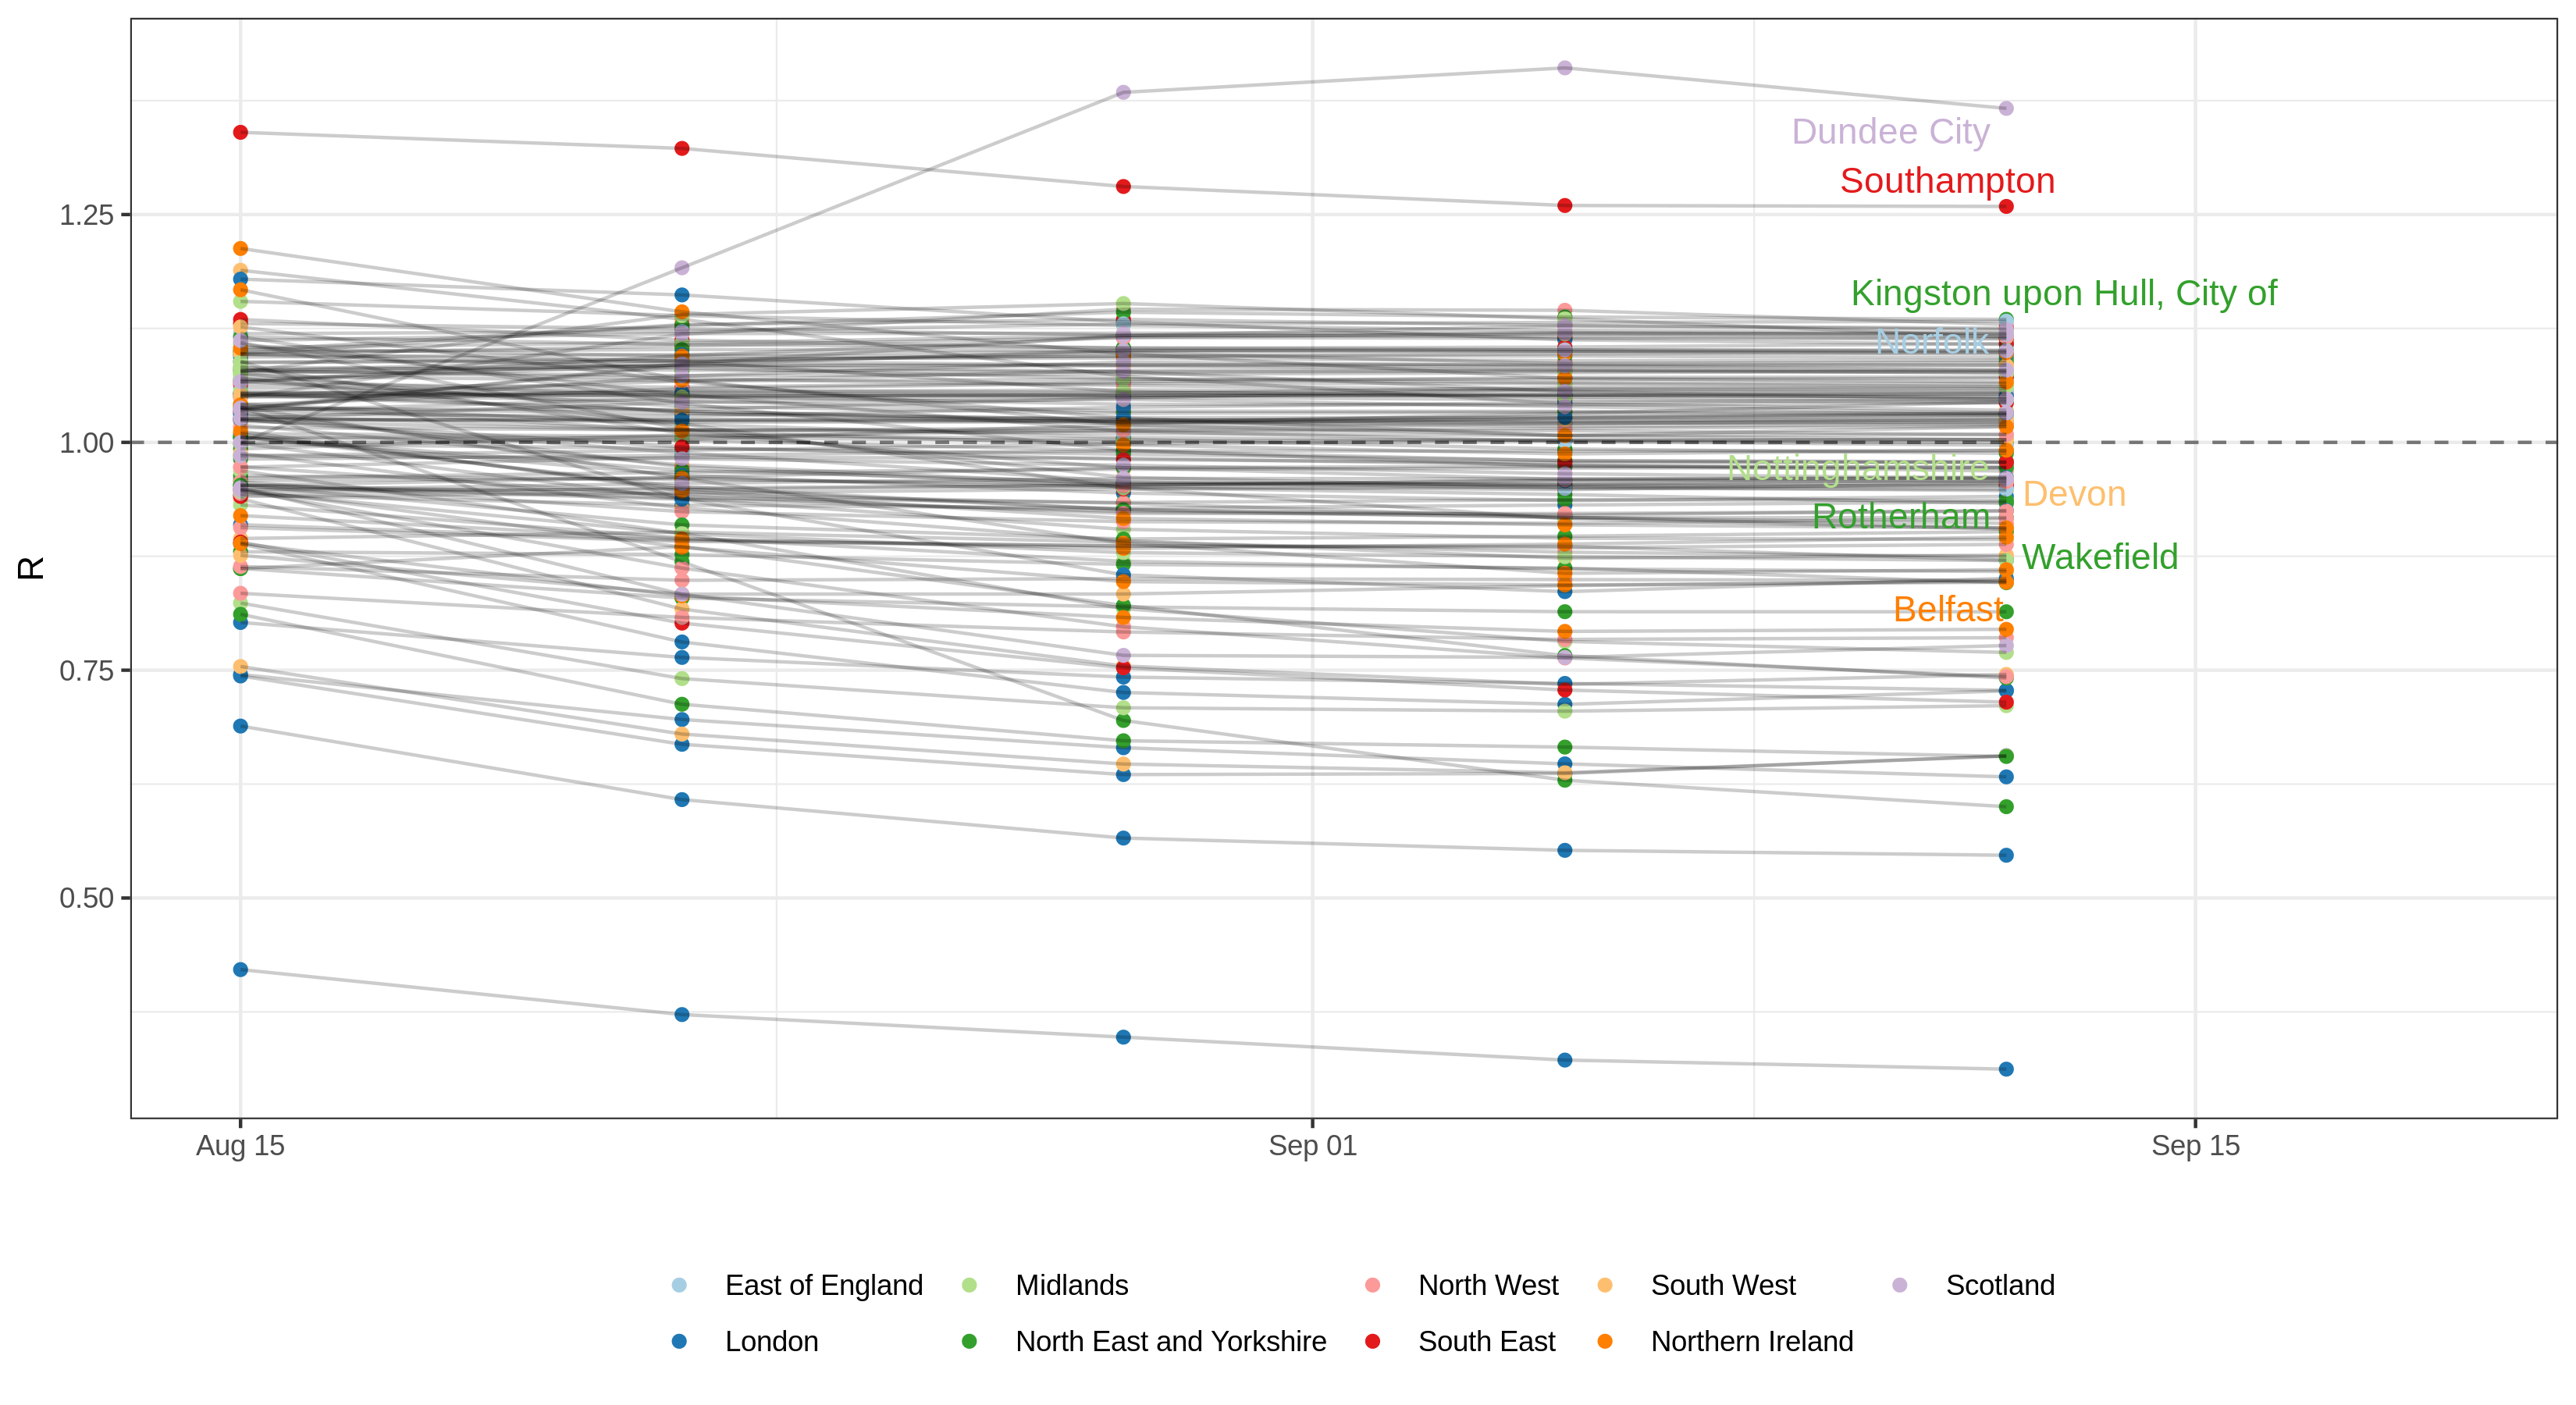 Dundee City
Southampton
1.25
Kingston upon Hull, City of
Norfolk
1.00
Nottinghamshire
Devon
Rotherham
R
Wakefield
Belfast
0.75
0.50
Aug 15
Sep 01
Sep 15
East of England
Midlands
North West
South West
Scotland
London
North East and Yorkshire
South East
Northern Ireland